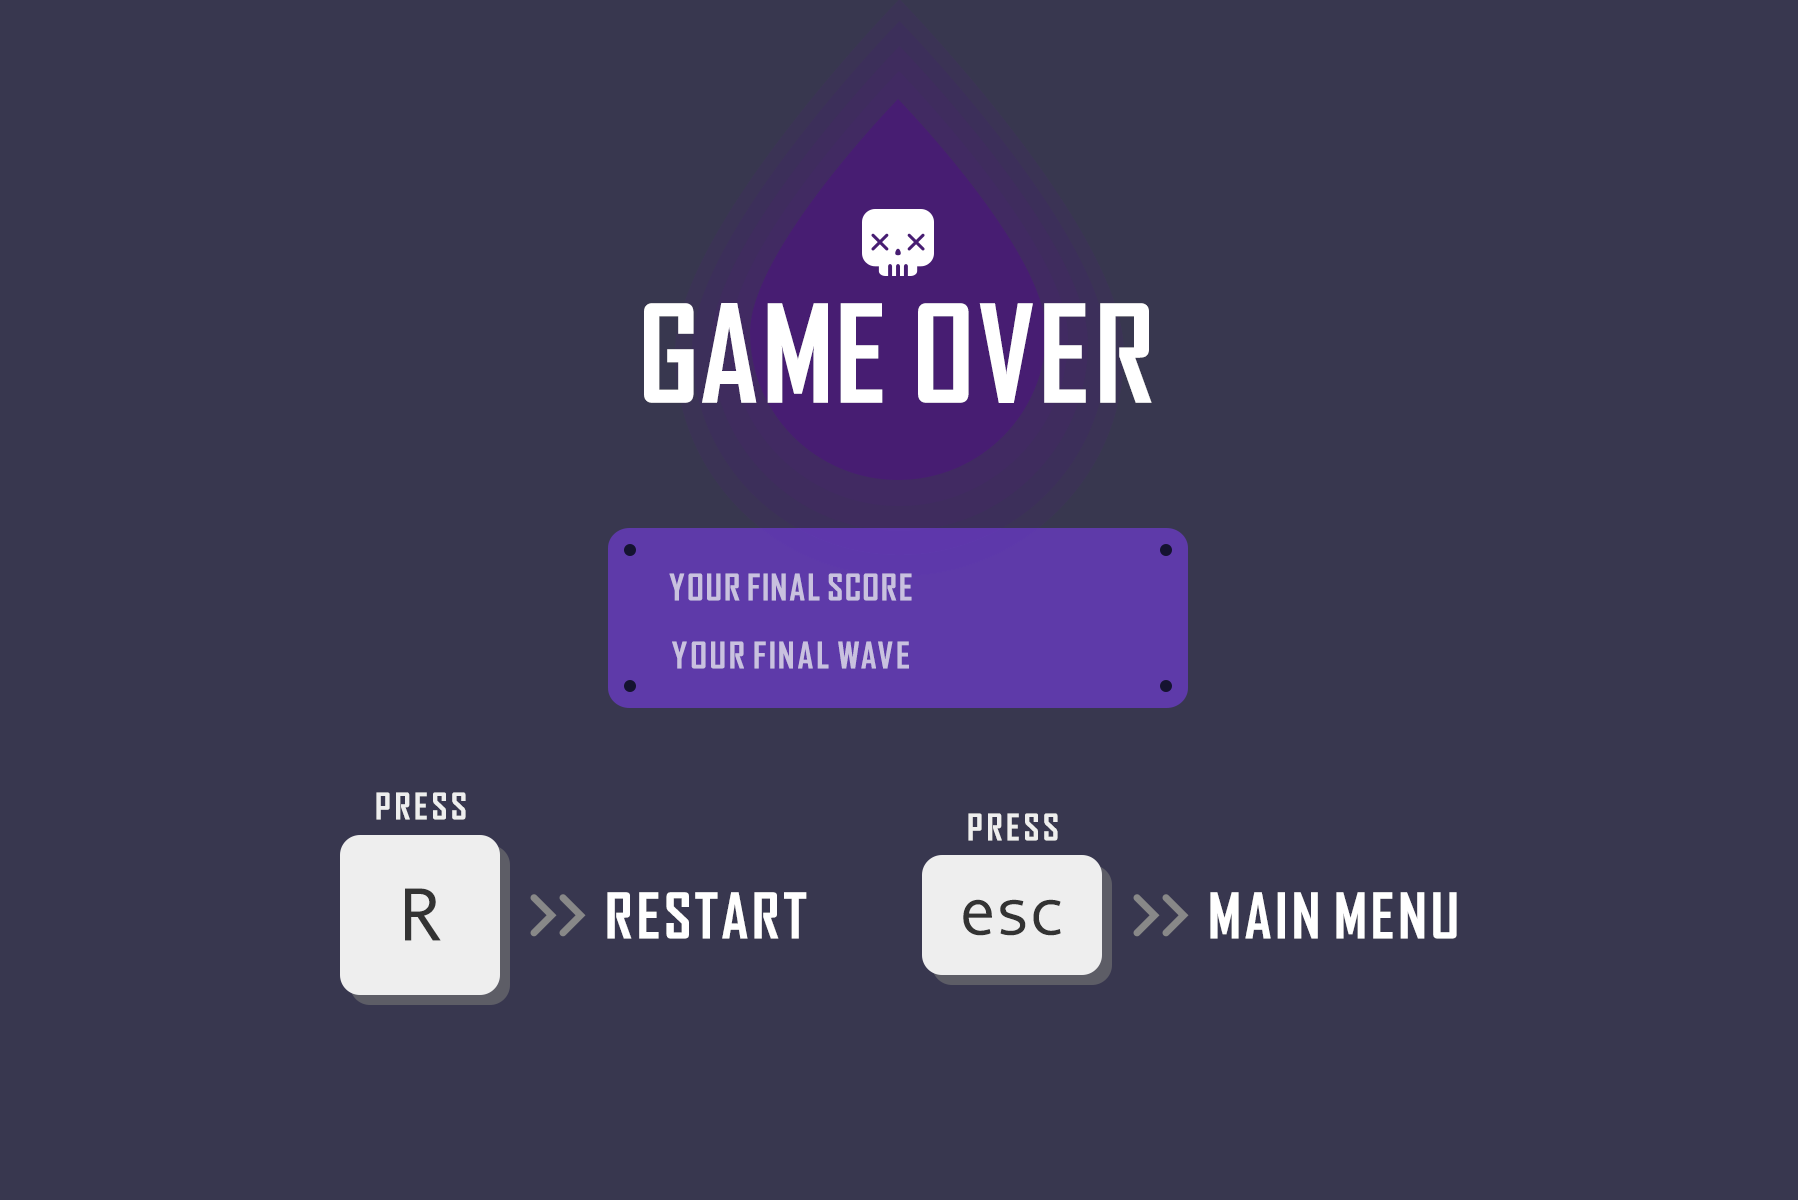 GAME OVER
YOUR FINAL SCORE
YOUR FINAL WAVE
PRESS
R
RESTART
PRESS
esc
MAIN MENU